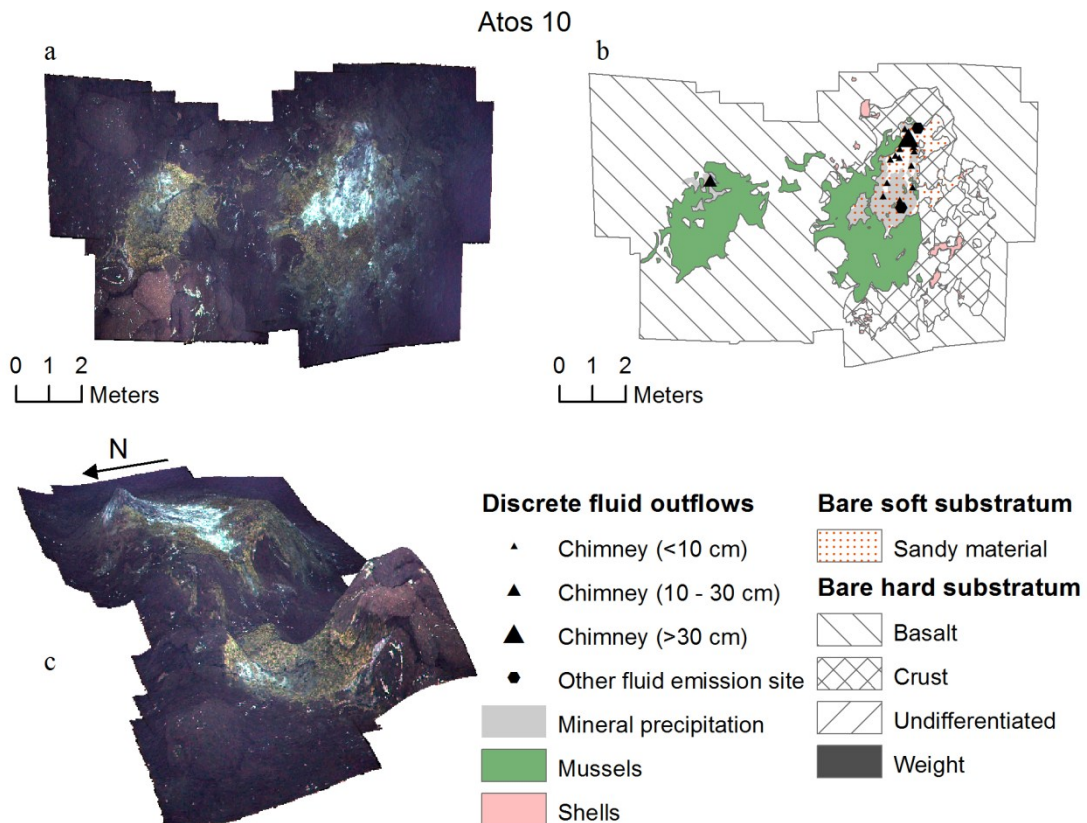 Atos 10
a
b
0 1 2
Meters
0 1 2
Meters
N
c
Discrete fluid outflows
Chimney (<10 cm)
Chimney (10 - 30 cm)
Chimney (>30 cm)
Other fluid emission site
Mineral precipitation
Mussels
Shells
Bare soft substratum
Sandy material
Bare hard substratum
Basalt
Crust
Undifferentiated
Weight